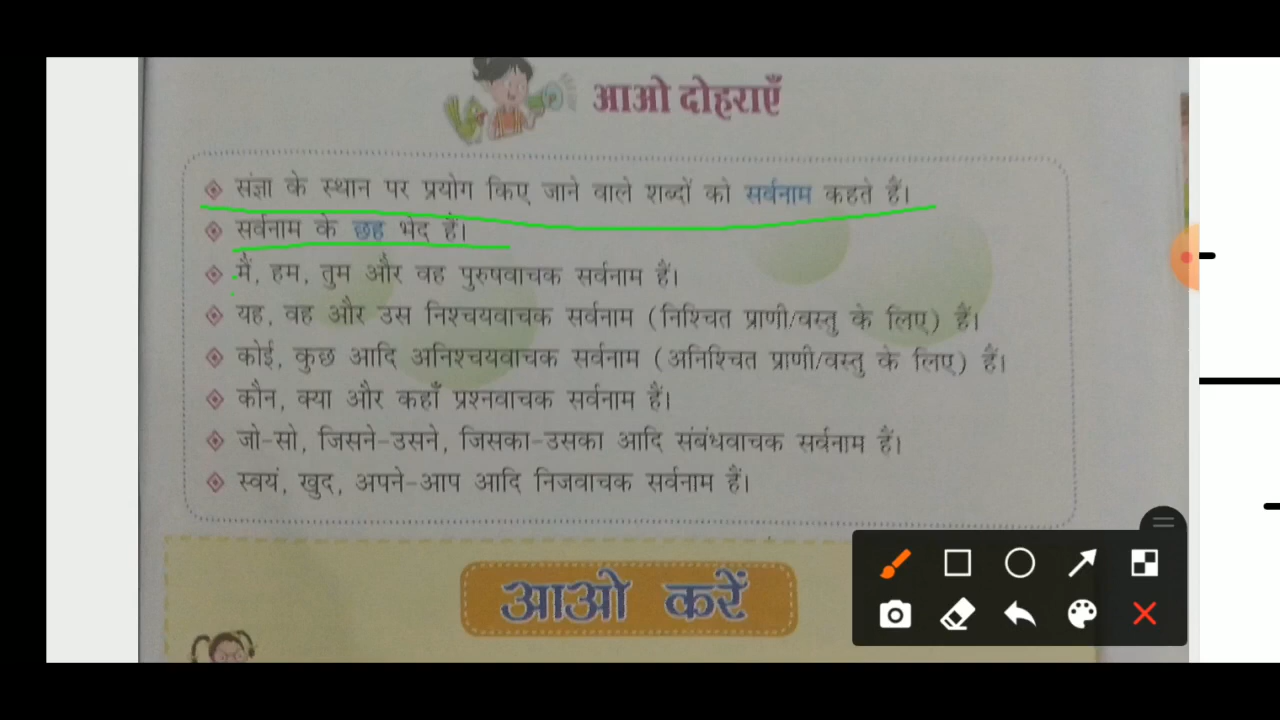 आओ दोहराएँ
संज्ञा के स्थान पर प्रयोग किए जाने वाले शब्दों को सर्वनाम कहते हैं।
सर्वनाम के छह भेद हैं।
मैं, हम, तुम और वह पुरुषवाचक सर्वनाम हैं।
यह, वह और उस निश्चयवाचक सर्वनाम (निश्चित प्राणी/वस्तु के लिए) हैं।
कोई, कुछ आदि अनिश्चयवाचक सर्वनाम (अनिश्चित प्राणी/वस्तु के लिए) हैं।
कौन, क्या और कहाँ प्रश्नवाचक सर्वनाम हैं।
जो-सो, जिसने-उसने, जिसका-उसका आदि संबंधवाचक सर्वनाम हैं।
स्वयं, खुद, अपने-आप आदि निजवाचक सर्वनाम हैं।
आओ करें